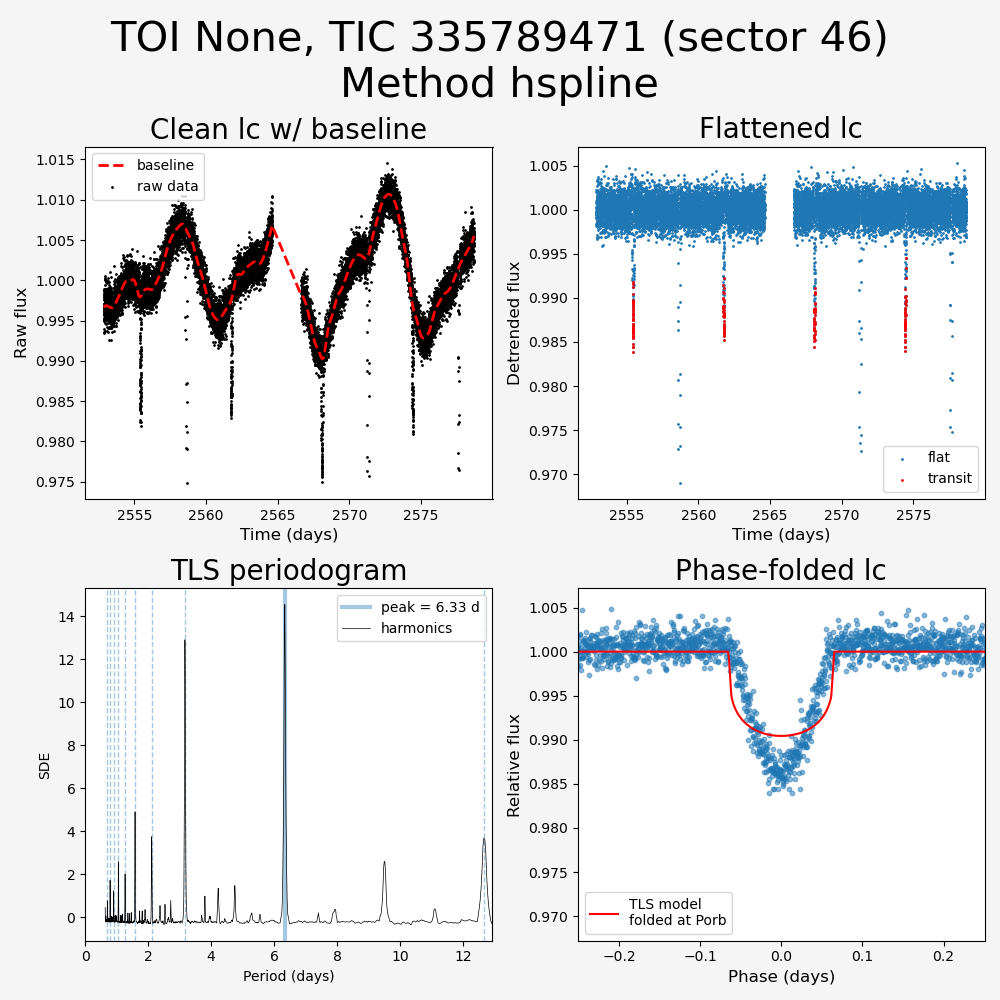 TOI None, TIC 335789471 (sector 46)
Method hspline
Clean lc w/ baseline
baseline
raw data
1.015
1.010
1.005
1.000
0.995
0.990
0.985
0.980
0.975
Raw flux
2555
2560
2565
2570
2575
Time (days)
Flattened lc
1.005
1.000
0.995
0.990
0.985
0.980
0.975
0.970
Detrended flux
flat
transit
2555
2560
2565
2570
2575
Time (days)
TLS periodogram
peak = 6.33 d
harmonics
14
12
10
8
6
4
2
0
SDE
0
2
4
6
8
10
12
Period (days)
Phase-folded lc
1.005
1.000
0.995
0.990
0.985
0.980
0.975
0.970
Relative flux
TLS model
folded at Porb
−0.2
−0.1
0.0
0.1
0.2
Phase (days)